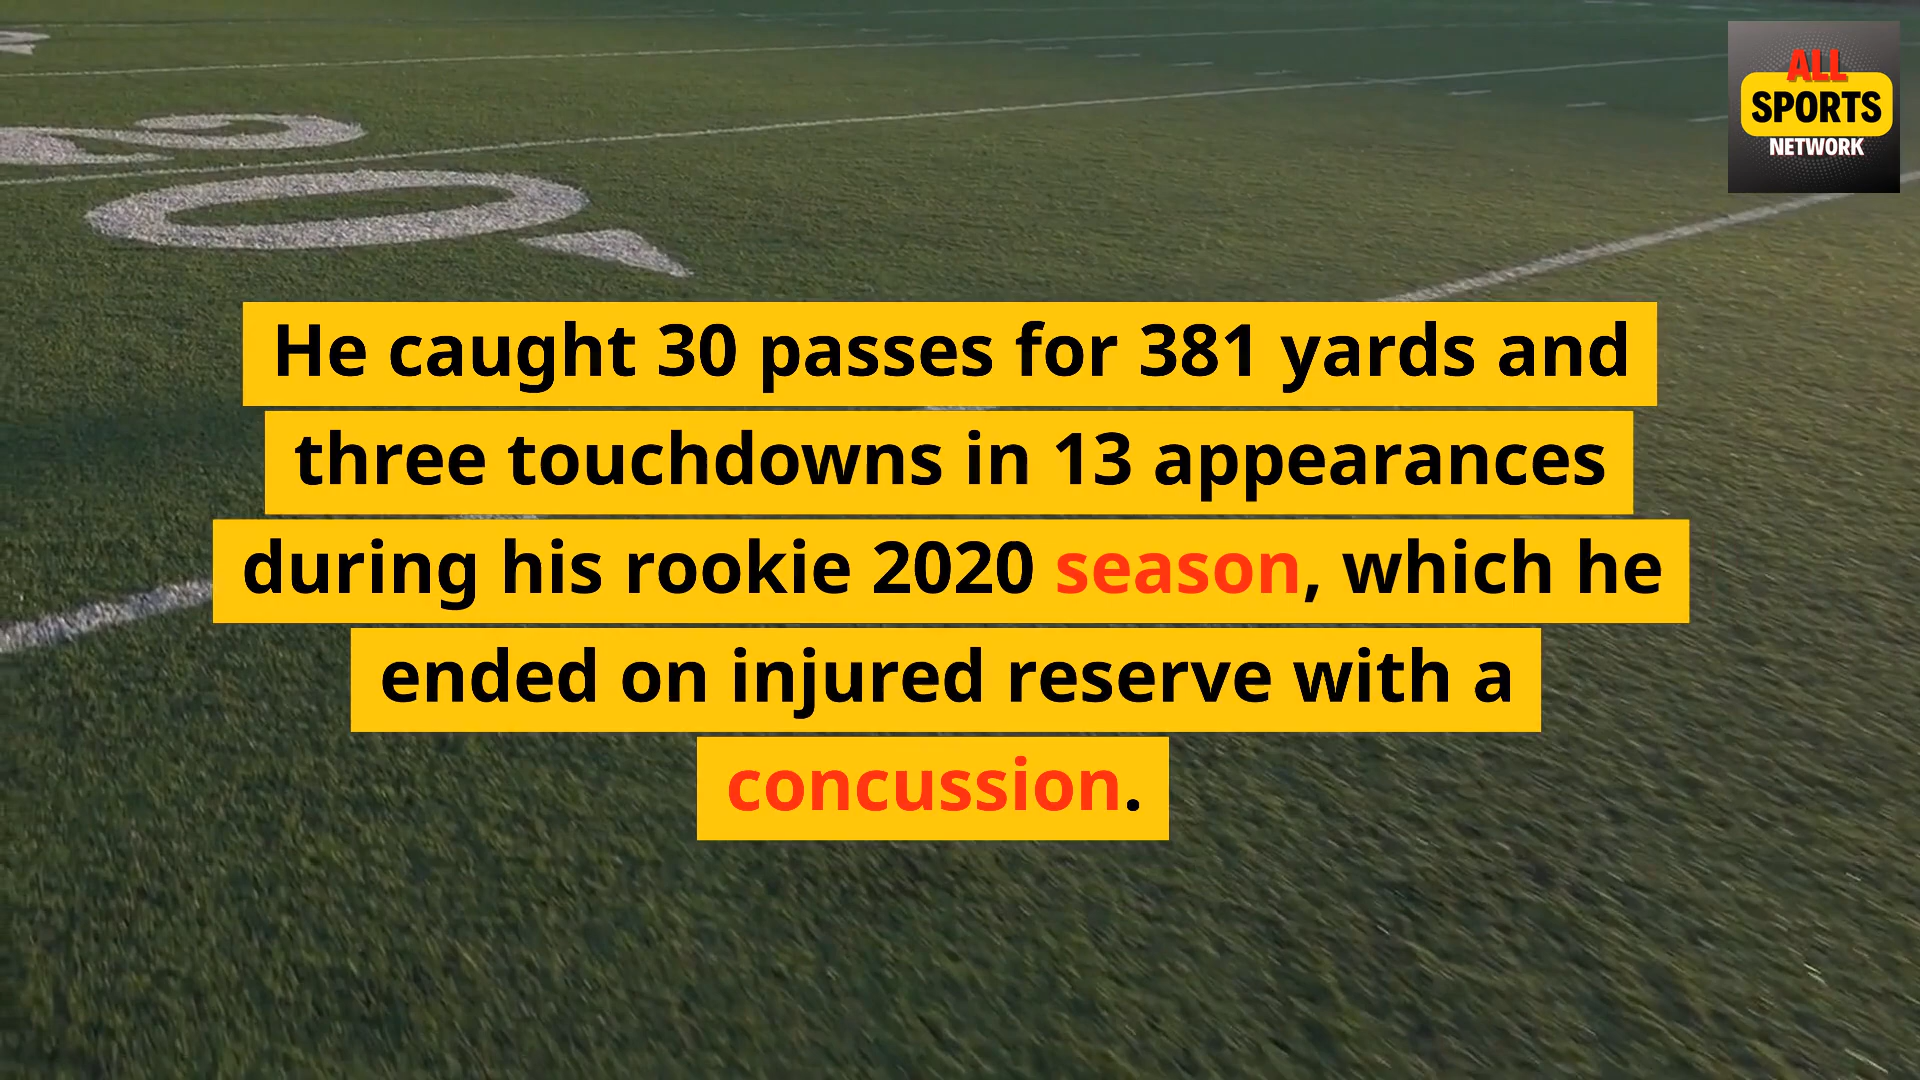 ALL
SPORTS
NETWORK
20
He caught 30 passes for 381 yards and
three touchdowns in 13 appearances
during his rookie 2020 season, which he
ended on injured reserve with a
concussion.